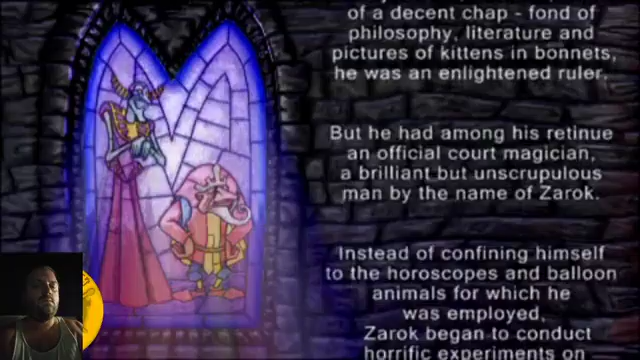 of a decent chap - fond of
philosophy, literature and
pictures of kittens in bonnets,
he was an enlightened ruler.
But he had among his retinue
an official court magician,
a brilliant but unscrupulous
man by the name of Zarok.
Instead of confining himself
to the horoscopes and balloon
animals for which he
was employed,
Zarok began to conduct
horrific experiments on